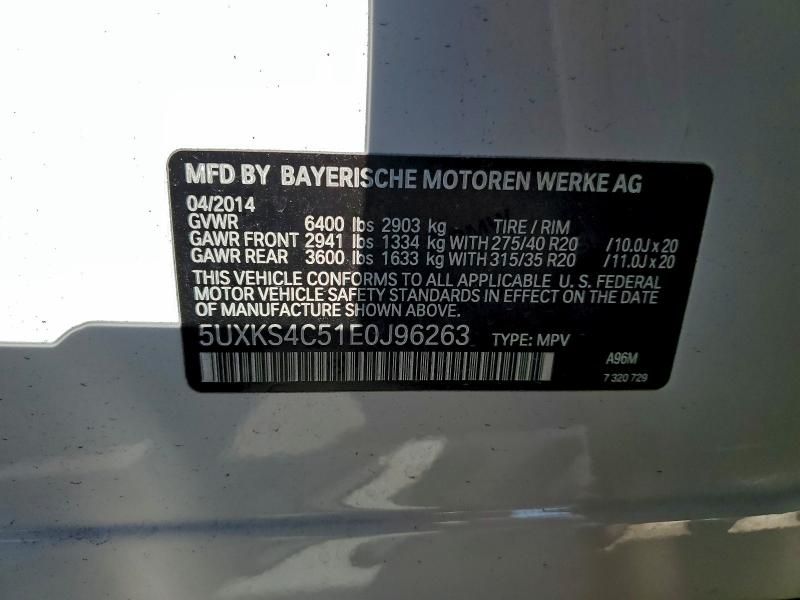 MFD BY BAYERISCHE MOTOREN WERKE AG
04/2014
GVWR 6400 lbs 2903 kg TIRE / RIM
GAWR FRONT 2941 lbs 1334 kg WITH 275/40 R20 /10.0J x 20
GAWR REAR 3600 lbs 1633 kg WITH 315/35 R20 /11.0J x 20
THIS VEHICLE CONFORMS TO ALL APPLICABLE U. S. FEDERAL
MOTOR VEHICLE SAFETY STANDARDS IN EFFECT ON THE DATE
OF MANUFACTURE SHOWN ABOVE.
5UXKS4C51E0J96263 TYPE: MPV
A96M
7 320 729